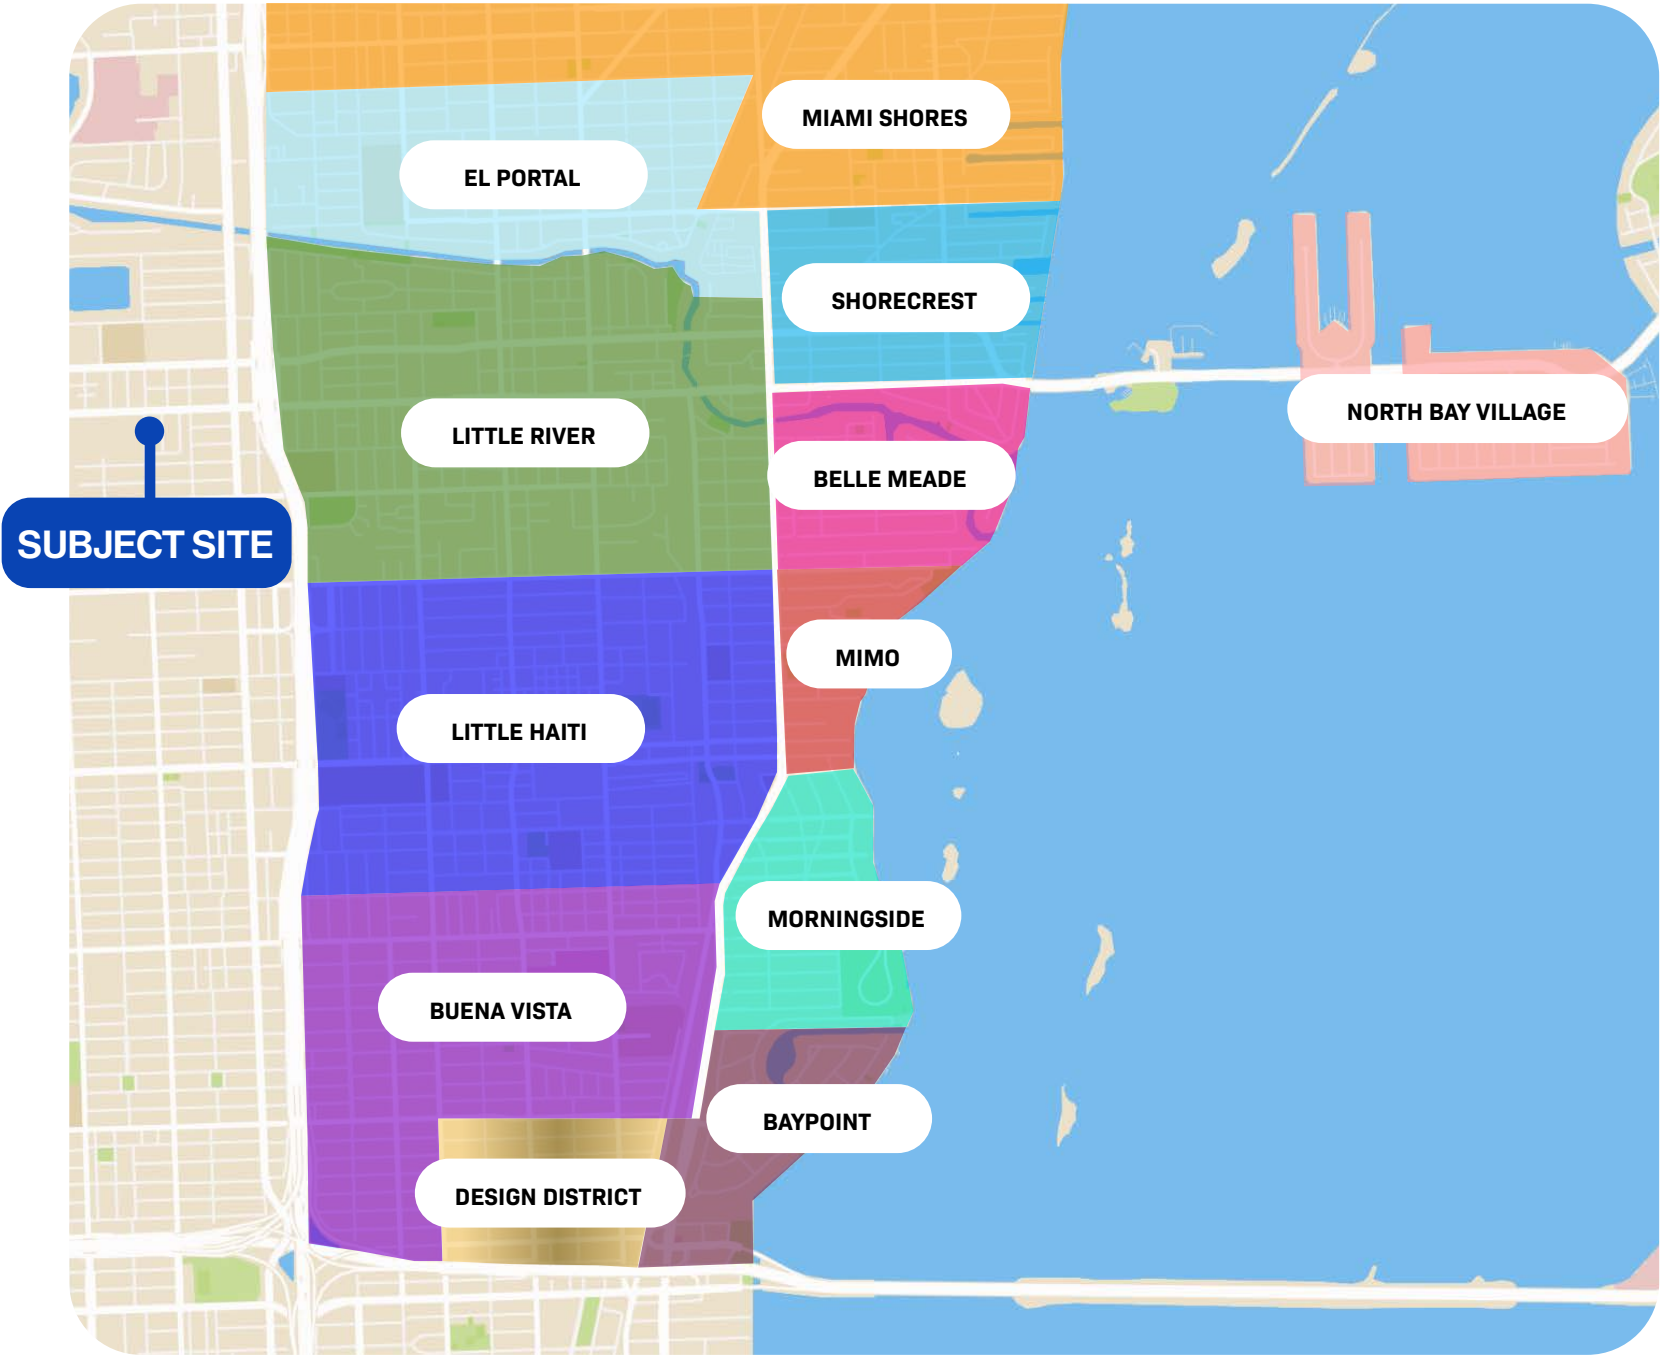 MIAMI SHORES
EL PORTAL
SHORECREST
NORTH BAY VILLAGE
LITTLE RIVER
BELLE MEADE
SUBJECT SITE
MIMO
LITTLE HAITI
MORNINGSIDE
BUENA VISTA
BAYPOINT
DESIGN DISTRICT